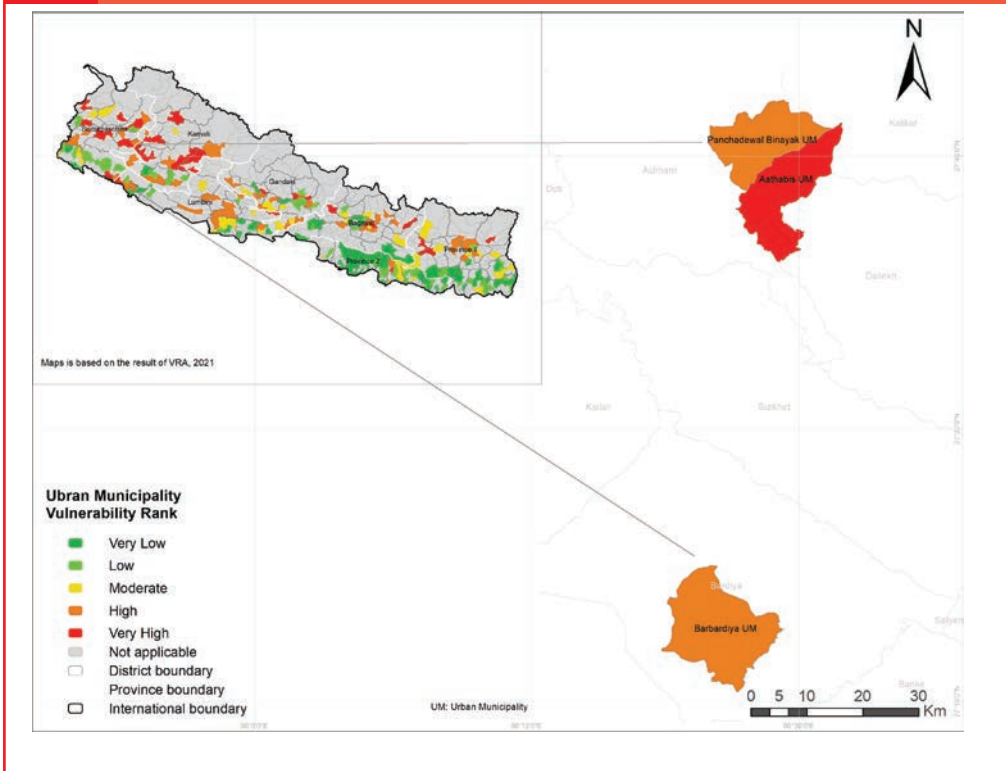 N
Karnali
Gandaki
Lumbini
Bagmati
Province 1
Province 2
Maps is based on the result of VRA, 2021
Panchadewal Binayak UM
Aathabis UM
Kalikot
Achham
Doti
Dailekh
Kailali
Surkhet
Bardiya
Barbardiya UM
Salyan
Banke
Ubran Municipality
Vulnerability Rank
Very Low
Low
Moderate
High
Very High
Not applicable
District boundary
Province boundary
International boundary
UM: Urban Municipality
0 5 10 20 30
Km